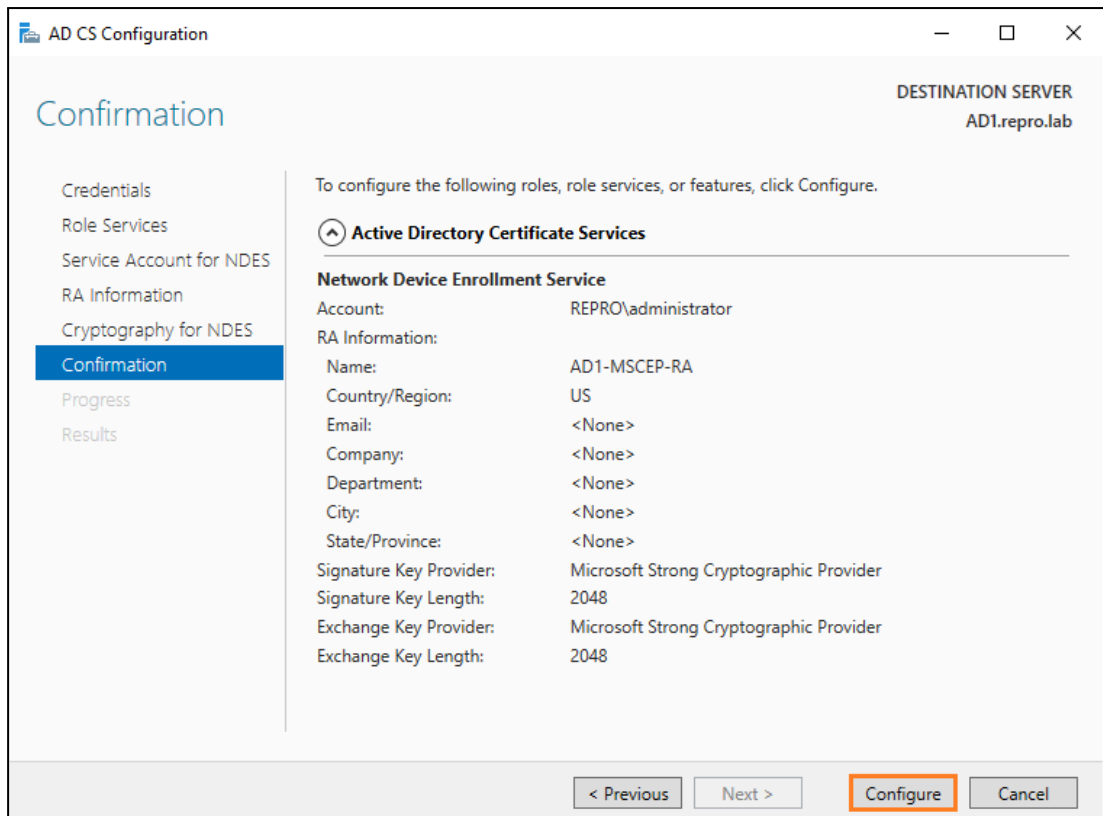 AD CS Configuration
DESTINATION SERVER
AD1.repro.lab
Confirmation
Credentials
Role Services
Service Account for NDES
RA Information
Cryptography for NDES
Confirmation
Progress
Results
To configure the following roles, role services, or features, click Configure.
Active Directory Certificate Services
Network Device Enrollment Service
Account: REPRO\administrator
RA Information:
Name: AD1-MSCEP-RA
Country/Region: US
Email: <None>
Company: <None>
Department: <None>
City: <None>
State/Province: <None>
Signature Key Provider: Microsoft Strong Cryptographic Provider
Signature Key Length: 2048
Exchange Key Provider: Microsoft Strong Cryptographic Provider
Exchange Key Length: 2048
< Previous Next > Configure Cancel